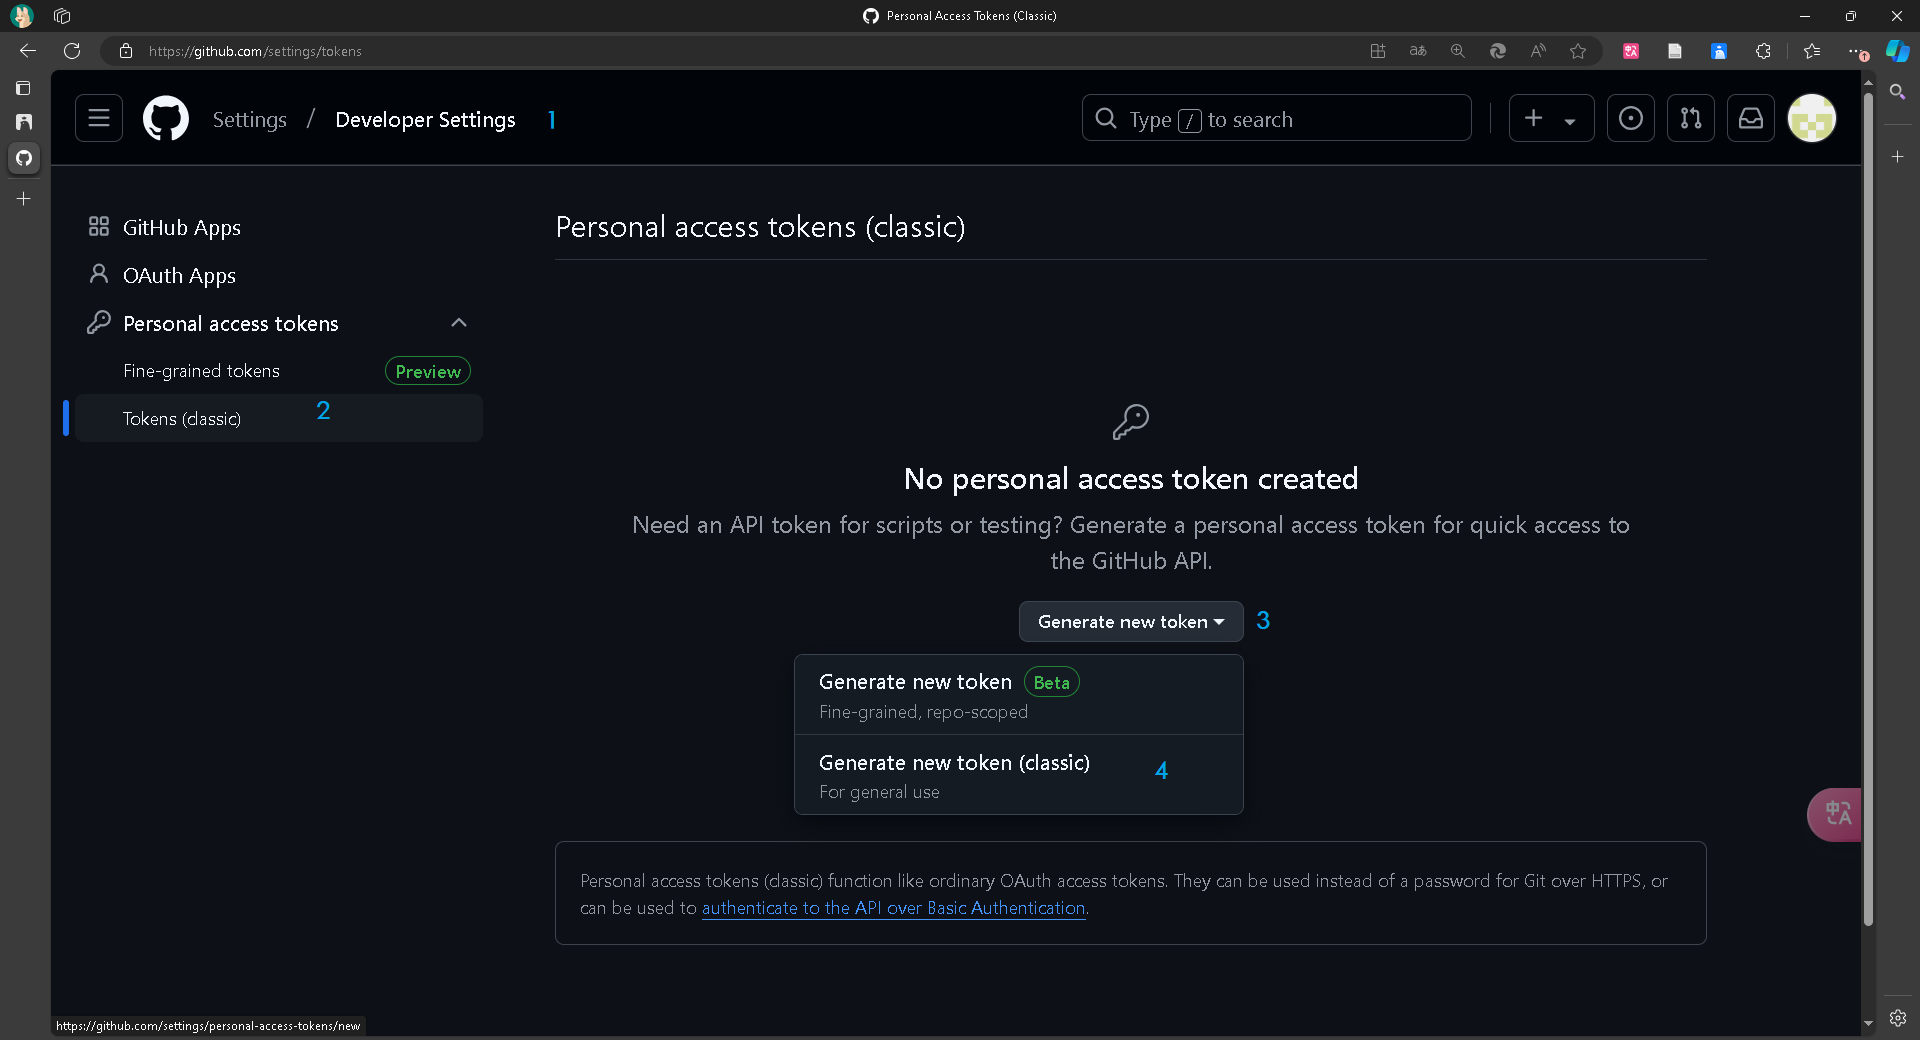 Personal Access Tokens (Classic)
https://github.com/settings/tokens
1
Settings / Developer Settings 1
Type / to search
GitHub Apps
OAuth Apps
Personal access tokens
Fine-grained tokens Preview
Tokens (classic) 2
Personal access tokens (classic)
No personal access token created
Need an API token for scripts or testing? Generate a personal access token for quick access to
the GitHub API.
Generate new token 3
Generate new token Beta
Fine-grained, repo-scoped
Generate new token (classic) 4
For general use
Personal access tokens (classic) function like ordinary OAuth access tokens. They can be used instead of a password for Git over HTTPS, or
can be used to authenticate to the API over Basic Authentication.
https://github.com/settings/personal-access-tokens/new